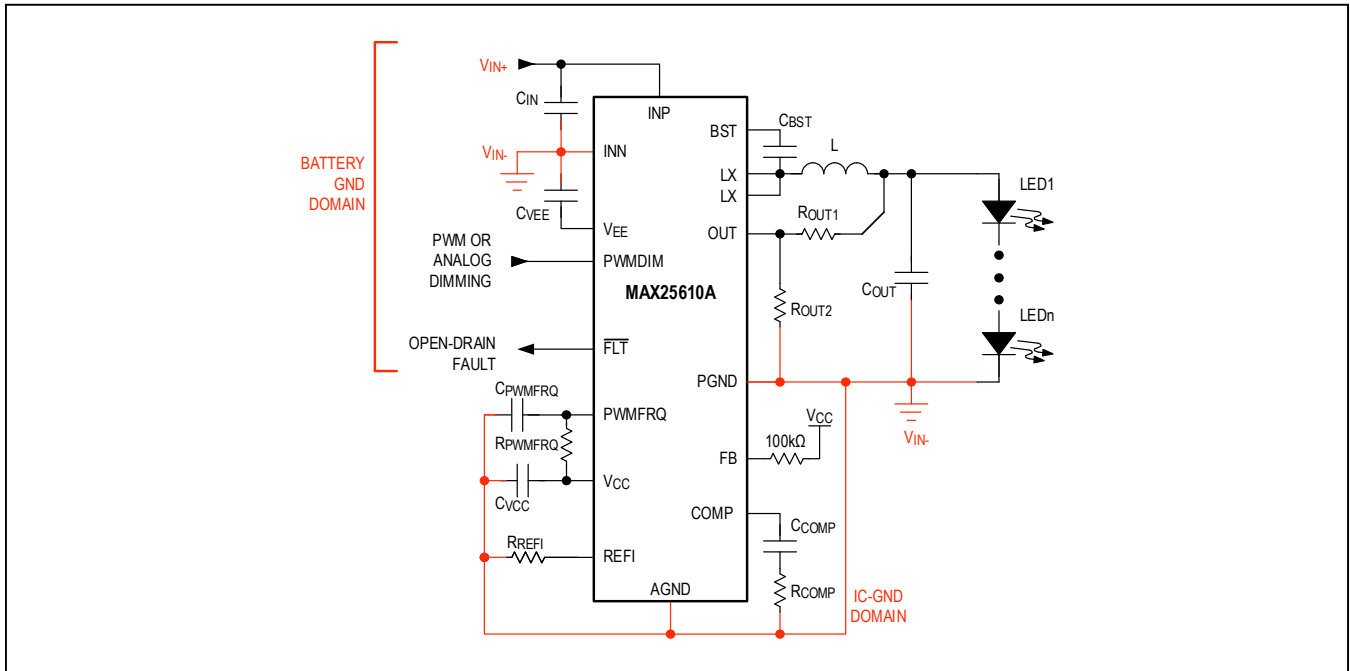 VIN+
CIN
INP
BST
CBST
L
BATTERY
GND
DOMAIN
VIN-
INN
LX
LX
LED1
CVEE
VEE
OUT
ROUT1
PWM OR
ANALOG
DIMMING
PWMDIM
MAX25610A
COUT
ROUT2
LEDn
OPEN-DRAIN
FAULT
FLT
PGND
CPWMFRQ
PWMFRQ
RPWMFRQ
VCC
100kΩ
VIN-
FB
VCC
CVCC
COMP
CCOMP
RREFI
REFI
RCOMP
AGND
IC-GND
DOMAIN